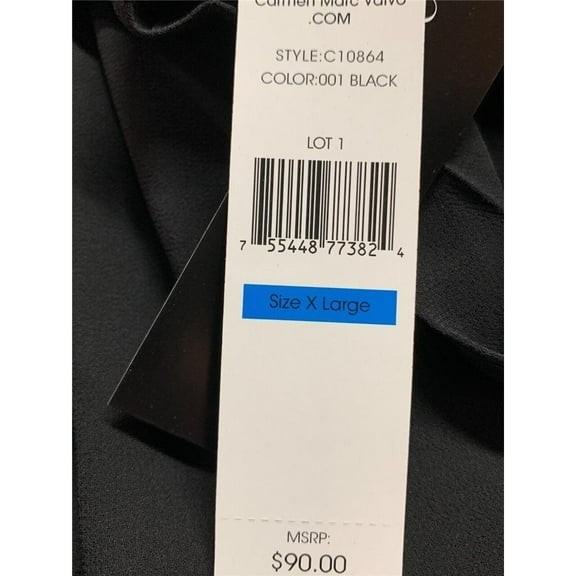 Carmen Marc Valvo
.COM
STYLE:C10864
COLOR:001 BLACK
LOT 1
7 55448 77382 4
Size X Large
MSRP:
$90.00